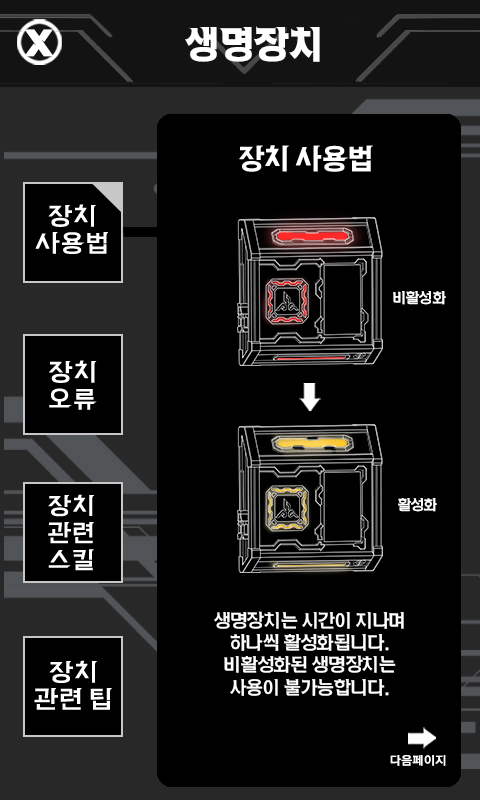 X
생명장치
장치
사용법
장치
오류
장치
관련
스킬
장치
관련 팁
장치 사용법
비활성화
활성화
생명장치는 시간이 지나며
하나씩 활성화됩니다.
비활성화된 생명장치는
사용이 불가능합니다.
다음페이지